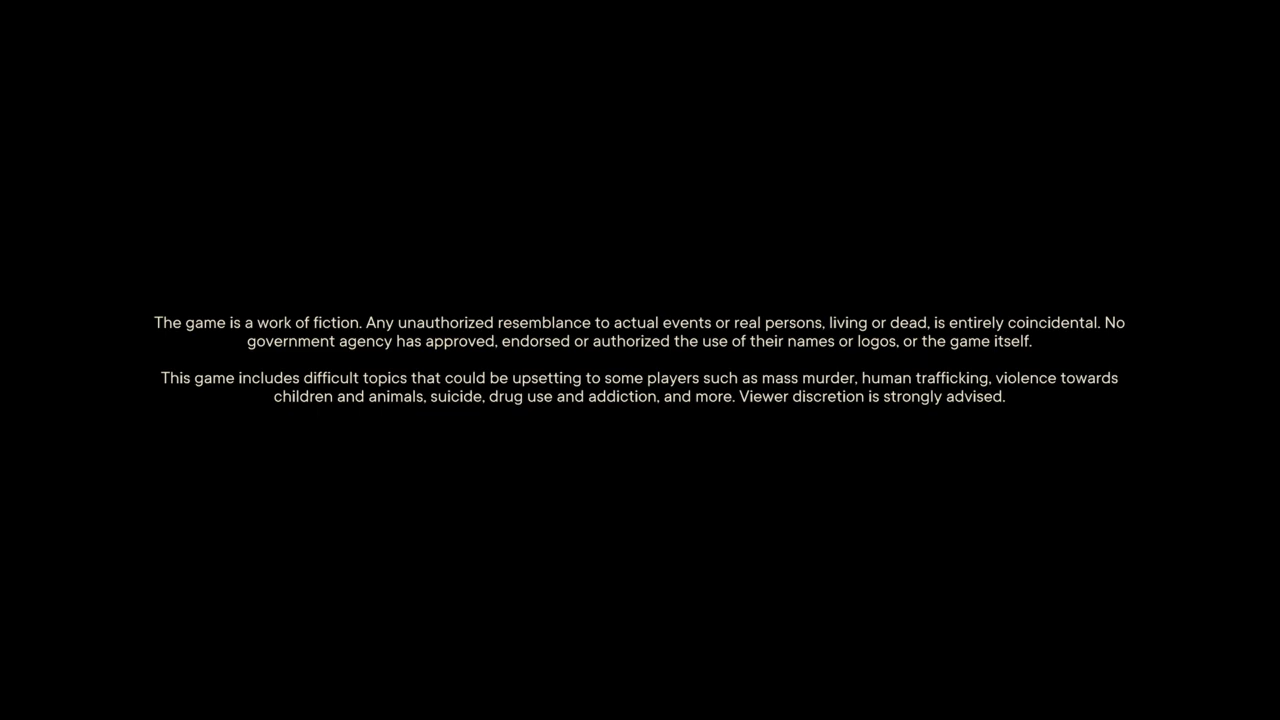 The game is a work of fiction. Any unauthorized resemblance to actual events or real persons, living or dead, is entirely coincidental. No
government agency has approved, endorsed or authorized the use of their names or logos, or the game itself.
This game includes difficult topics that could be upsetting to some players such as mass murder, human trafficking, violence towards
children and animals, suicide, drug use and addiction, and more. Viewer discretion is strongly advised.